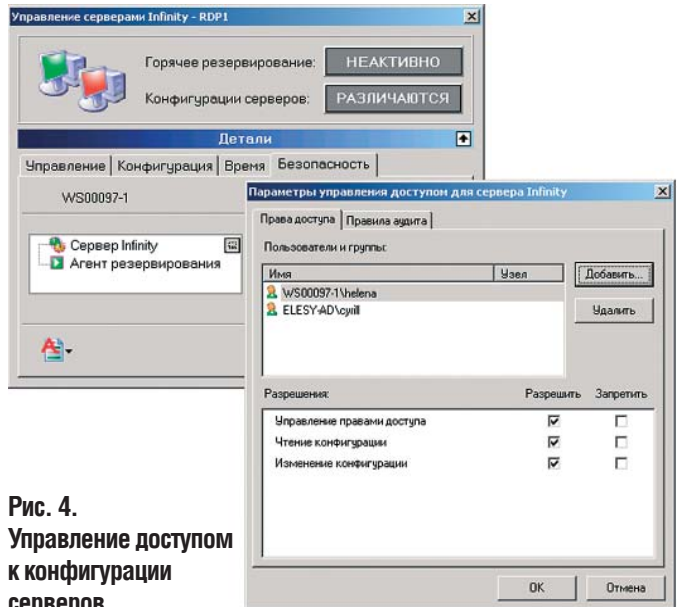 Управление серверами Infinity - RDP1
Горячее резервирование: НЕАКТИВНО
Конфигурации серверов: РАЗЛИЧАЮТСЯ
Детали
Управление Конфигурация Время Безопасность
WS00097-1
Сервер Infinity
Агент резервирования
Параметры управления доступом для сервера Infinity
Права доступа Правила аудита
Пользователи и группы:
Имя Узел
WS00097-1\helena
ELESY-AD\cyrill
Добавить...
Удалить
Разрешения: Разрешить Запретить
Управление правами доступа
Чтение конфигурации
Изменение конфигурации
OK Отмена
Рис. 4.
Управление доступом
к конфигурации
серверов